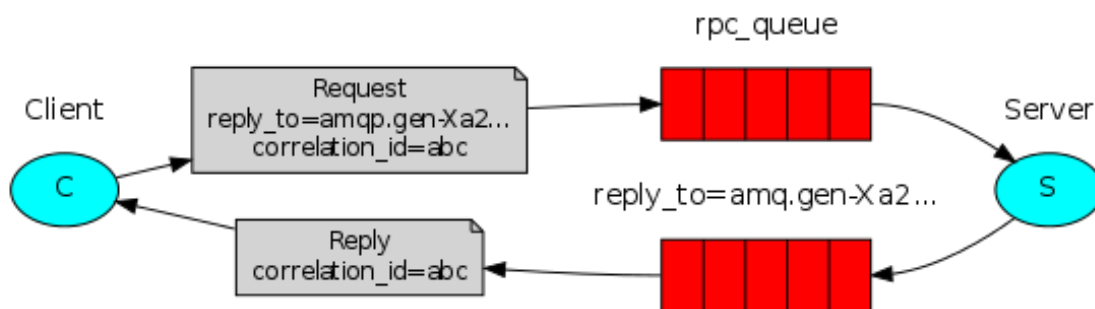 rpc_queue
Client
Request
reply_to=amqp.gen-Xa2...
correlation_id=abc
Server
C
S
reply_to=amq.gen-Xa2...
Reply
correlation_id=abc